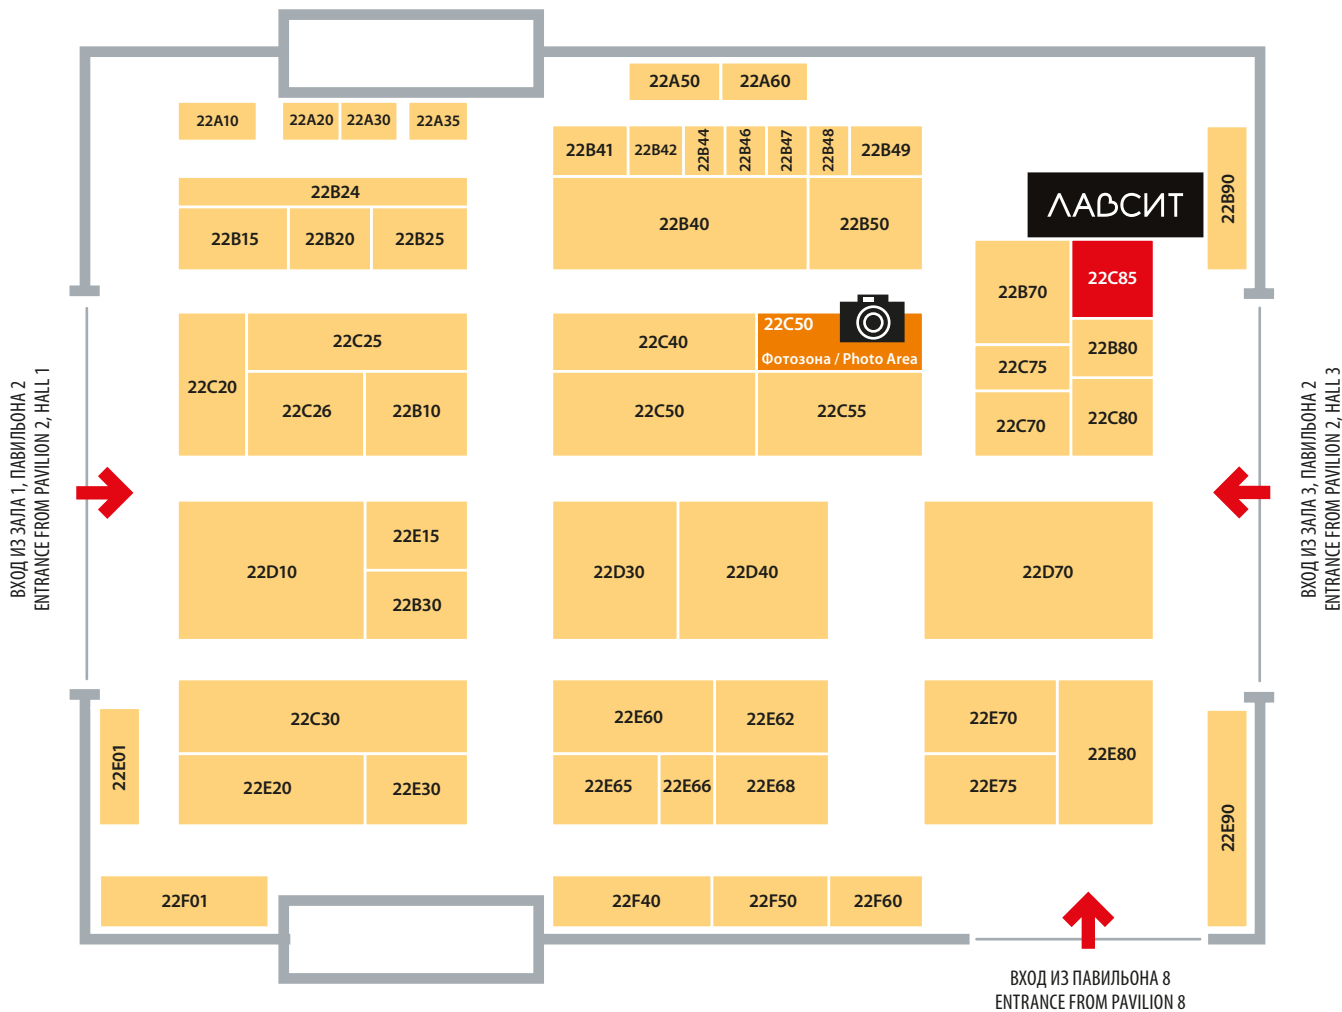 22A50
22A60
22A10
22A20
22A30
22A35
22B41
22B42
22B44
22B46
22B47
22B48
22B49
22B90
22B24
ЛАВСИТ
22B15
22B20
22B25
22B40
22B50
22B70
22C85
22C20
22C25
22C40
22C50
Фотозона / Photo Area
22C75
22B80
22C26
22B10
22C50
22C55
22C70
22C80
ВХОД ИЗ ЗАЛА 1, ПАВИЛЬОНА 2
ENTRANCE FROM PAVILION 2, HALL 1
ВХОД ИЗ ЗАЛА 3, ПАВИЛЬОНА 2
ENTRANCE FROM PAVILION 2, HALL 3
22D10
22E15
22B30
22D30
22D40
22D70
22E01
22C30
22E60
22E62
22E70
22E80
22E20
22E30
22E65
22E66
22E68
22E75
22E90
22F01
22F40
22F50
22F60
ВХОД ИЗ ПАВИЛЬОНА 8
ENTRANCE FROM PAVILION 8